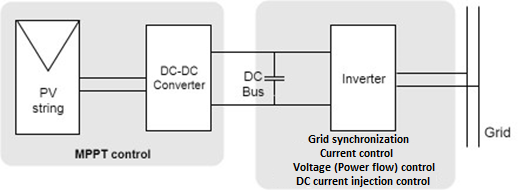 PV
string
DC-DC
Converter
DC
Bus
Inverter
Grid
MPPT control
Grid synchronization
Current control
Voltage (Power flow) control
DC current injection control